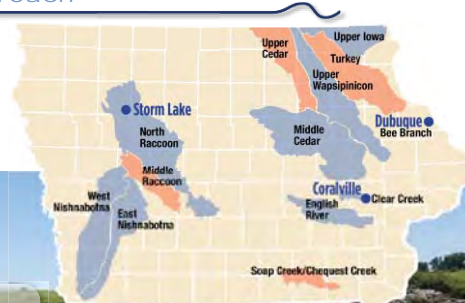 Upper Iowa
Upper
Cedar
Turkey
Upper
Wapsipinicon
Storm Lake
Dubuque
Bee Branch
North
Raccoon
Middle
Cedar
Middle
Raccoon
Coralville
Clear Creek
West
Nishnabotna
East
Nishnabotna
English
River
Soap Creek/Chequest Creek